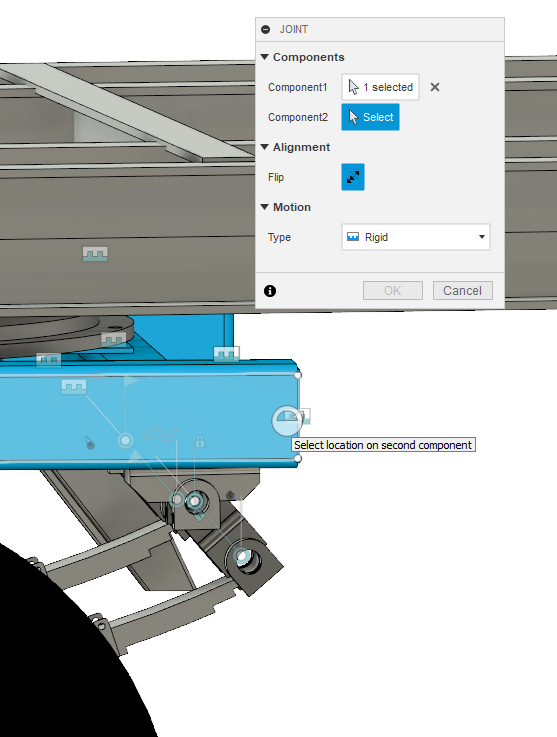 JOINT
Components
Component1 1 selected
Component2 Select
Alignment
Flip
Motion
Type Rigid
OK Cancel
Select location on second component